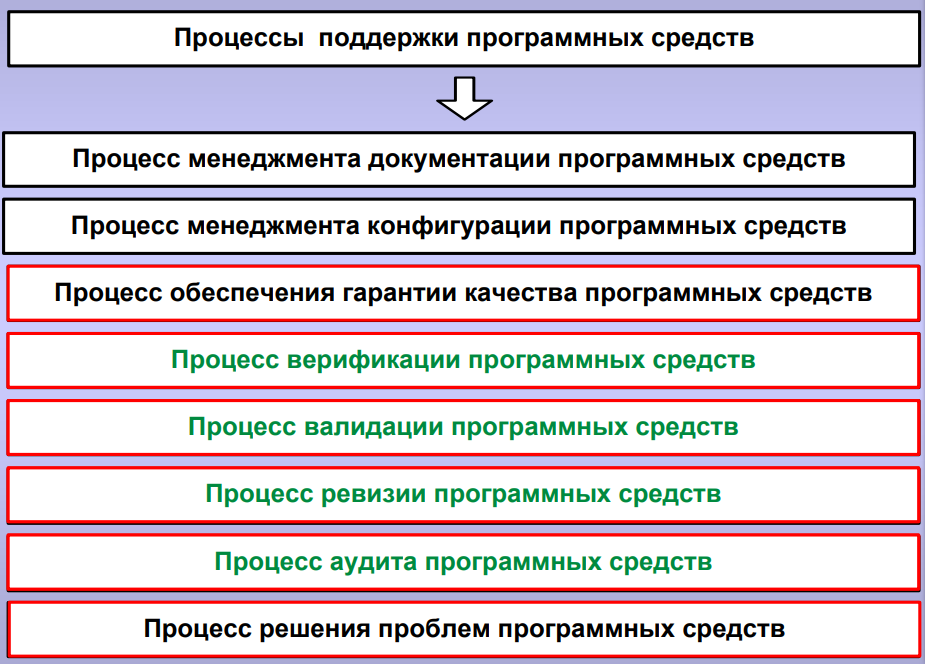 Процессы поддержки программных средств
Процесс менеджмента документации программных средств
Процесс менеджмента конфигурации программных средств
Процесс обеспечения гарантии качества программных средств
Процесс верификации программных средств
Процесс валидации программных средств
Процесс ревизии программных средств
Процесс аудита программных средств
Процесс решения проблем программных средств